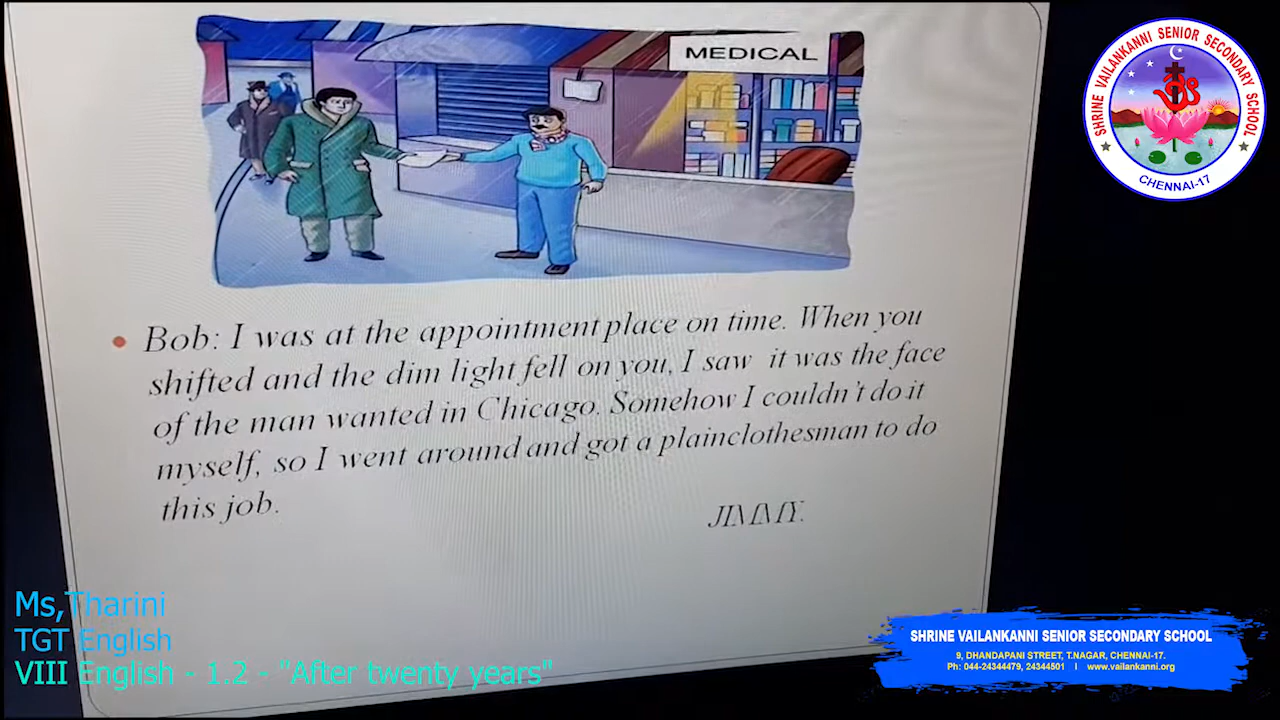 MEDICAL
Bob: I was at the appointment place on time. When you
shifted and the dim light fell on you, I saw it was the face
of the man wanted in Chicago. Somehow I couldn't do it
myself, so I went around and got a plainclothesman to do
this job.
JIMMY.
SHRINE VAILANKANNI SENIOR SECONDARY SCHOOL
CHENNAI-17
Ms,Tharini
TGT English
VIII English - 1.2 - "After twenty years"
SHRINE VAILANKANNI SENIOR SECONDARY SCHOOL
9, DHANDAPANI STREET, T.NAGAR, CHENNAI-17.
Ph: 044-24344479, 24344501 I www.vailankanni.org